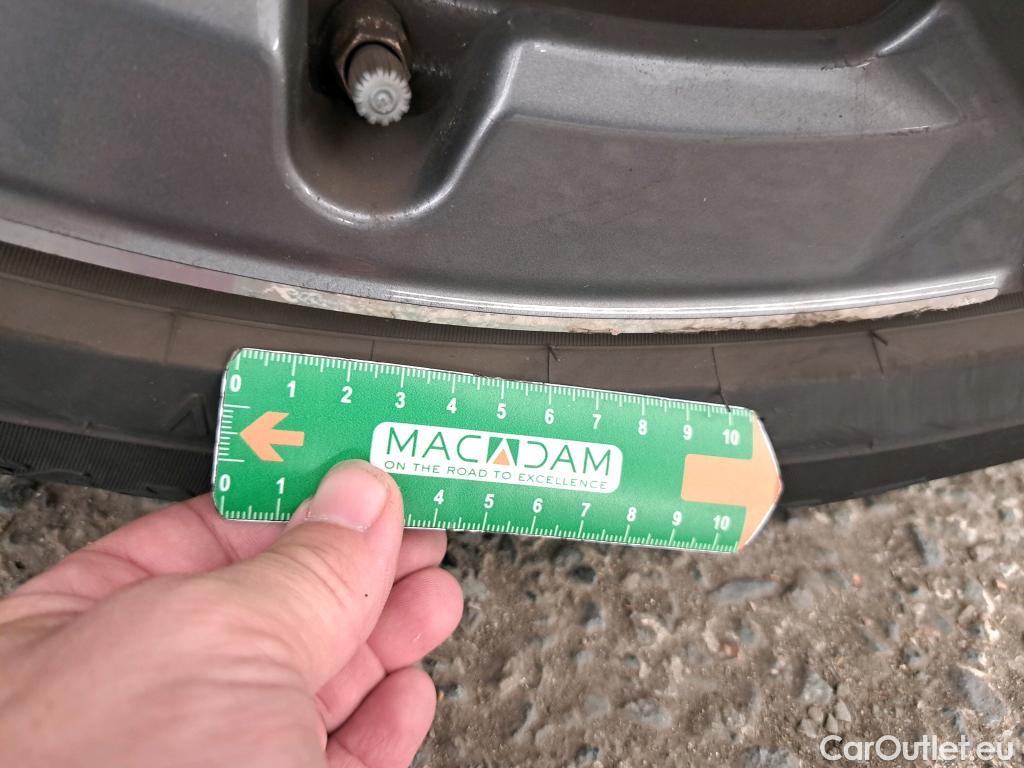 0 1 2 3 4 5 6 7 8 9 10
MACADAM
ON THE ROAD TO EXCELLENCE
0 1 4 5 6 7 8 9 10
CarOutlet.eu